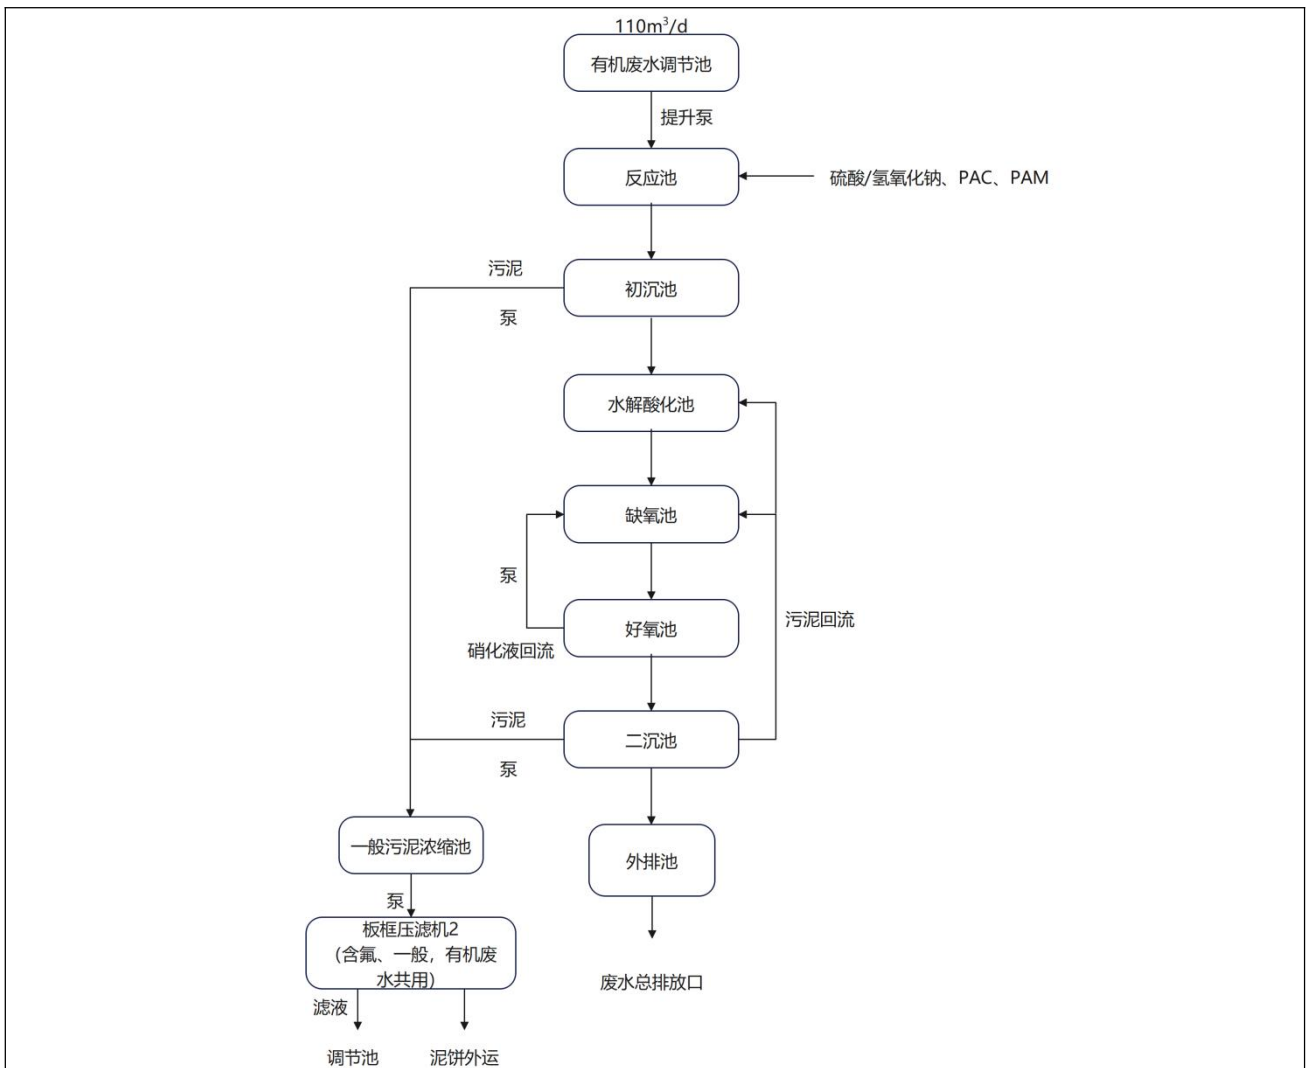 110m³/d
有机废水调节池
提升泵
反应池
硫酸/氢氧化钠、PAC、PAM
污泥
初沉池
泵
水解酸化池
缺氧池
泵
好氧池
污泥回流
硝化液回流
污泥
二沉池
泵
一般污泥浓缩池
外排池
泵
板框压滤机2
（含氟、一般，有机废
水共用）
废水总排放口
滤液
调节池
泥饼外运